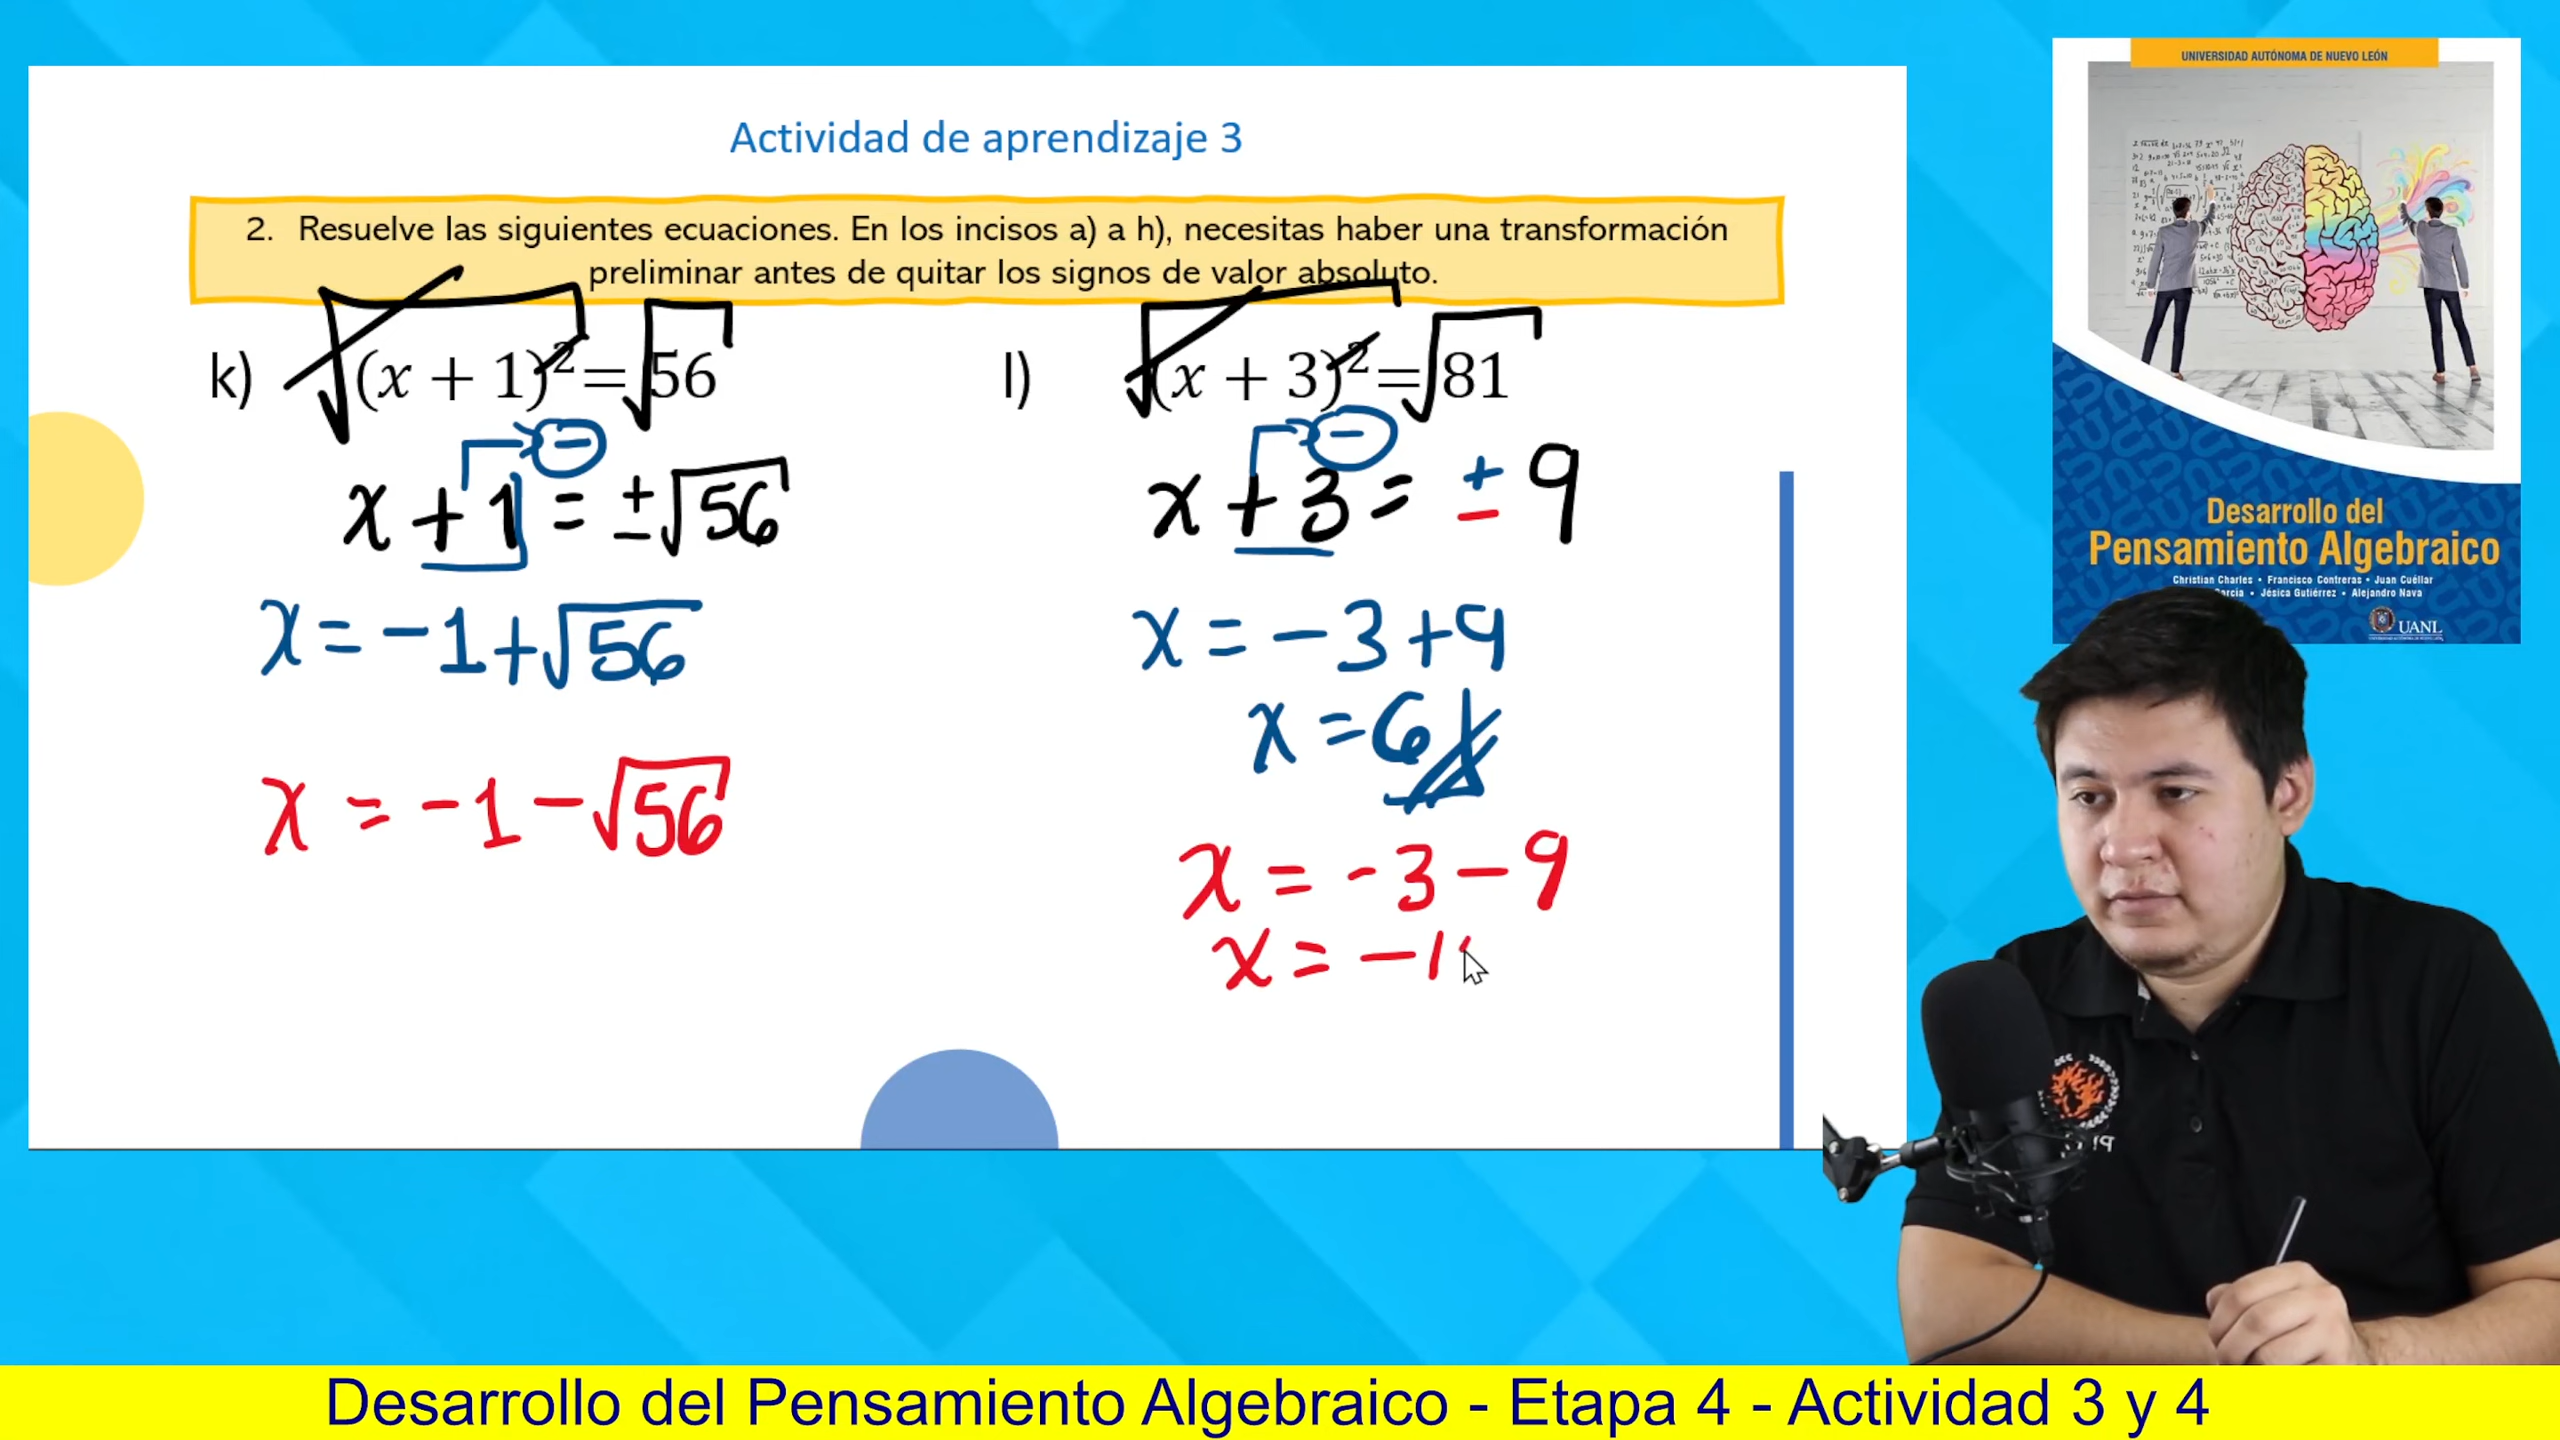 UNIVERSIDAD AUTÓNOMA DE NUEVO LEÓN
Actividad de aprendizaje 3
2. Resuelve las siguientes ecuaciones. En los incisos a) a h), necesitas haber una transformación
preliminar antes de quitar los signos de valor absoluto.
k) √(x + 1)² = √56
x + 1 = ±√56
−
x = −1 + √56
x = −1 − √56
l) √(x + 3)² = √81
−
x + 3 = ± 9
x = −3 + 9
x = 6
x = −3 − 9
x = −1
Desarrollo del
Pensamiento Algebraico
Christian Charles • Francisco Contreras • Juan Cuéllar
García • Jésica Gutiérrez • Alejandro Nava
UANL
Desarrollo del Pensamiento Algebraico - Etapa 4 - Actividad 3 y 4